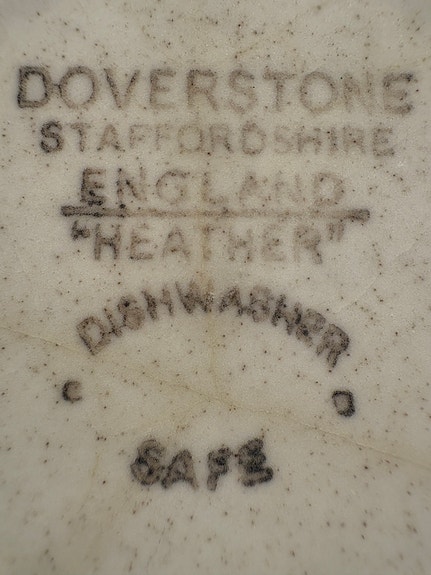 DOVERSTONE
STAFFORDSHIRE
ENGLAND
"HEATHER"
DISHWASHER
SAFE